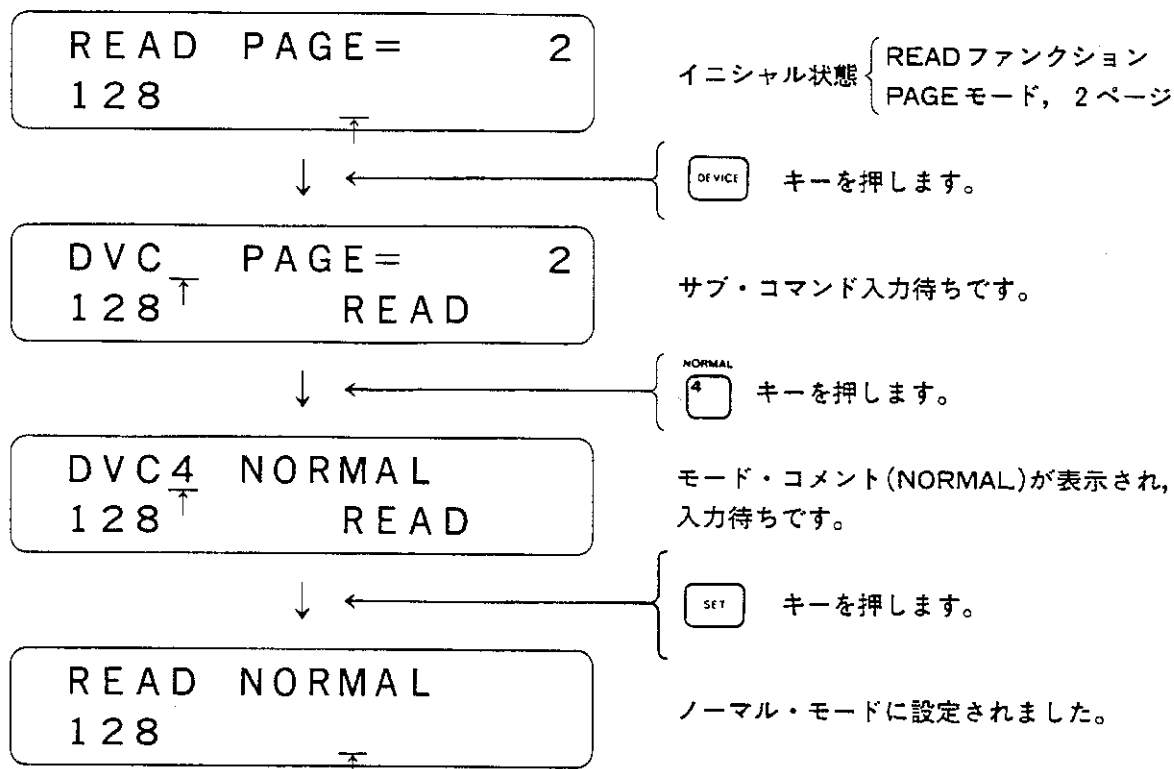 READ PAGE= 2
128
イニシャル状態
READファンクション
PAGEモード, 2ページ
DEVICE キーを押します。
DVC PAGE= 2
128 READ
サブ・コマンド入力待ちです。
NORMAL
4 キーを押します。
DVC4 NORMAL
128 READ
モード・コメント(NORMAL)が表示され,
入力待ちです。
SET キーを押します。
READ NORMAL
128
ノーマル・モードに設定されました。